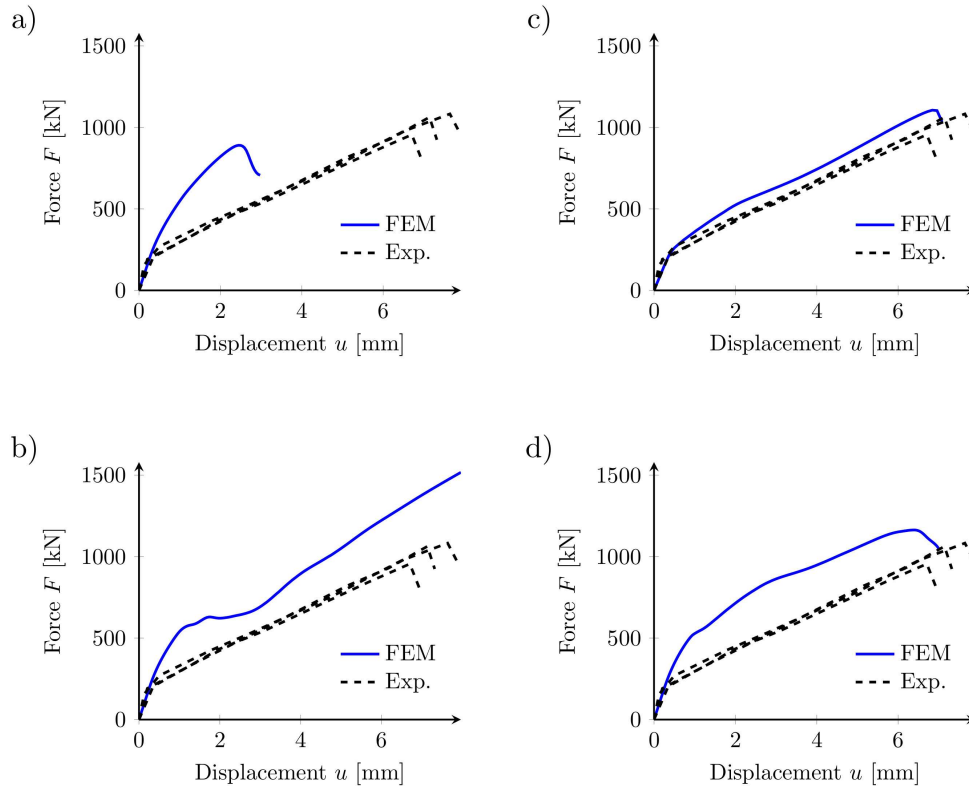 a)
1500
1000
500
0
Force F [kN]
FEM
Exp.
0 2 4 6
Displacement u [mm]
c)
1500
1000
500
0
Force F [kN]
FEM
Exp.
0 2 4 6
Displacement u [mm]
b)
1500
1000
500
0
Force F [kN]
FEM
Exp.
0 2 4 6
Displacement u [mm]
d)
1500
1000
500
0
Force F [kN]
FEM
Exp.
0 2 4 6
Displacement u [mm]